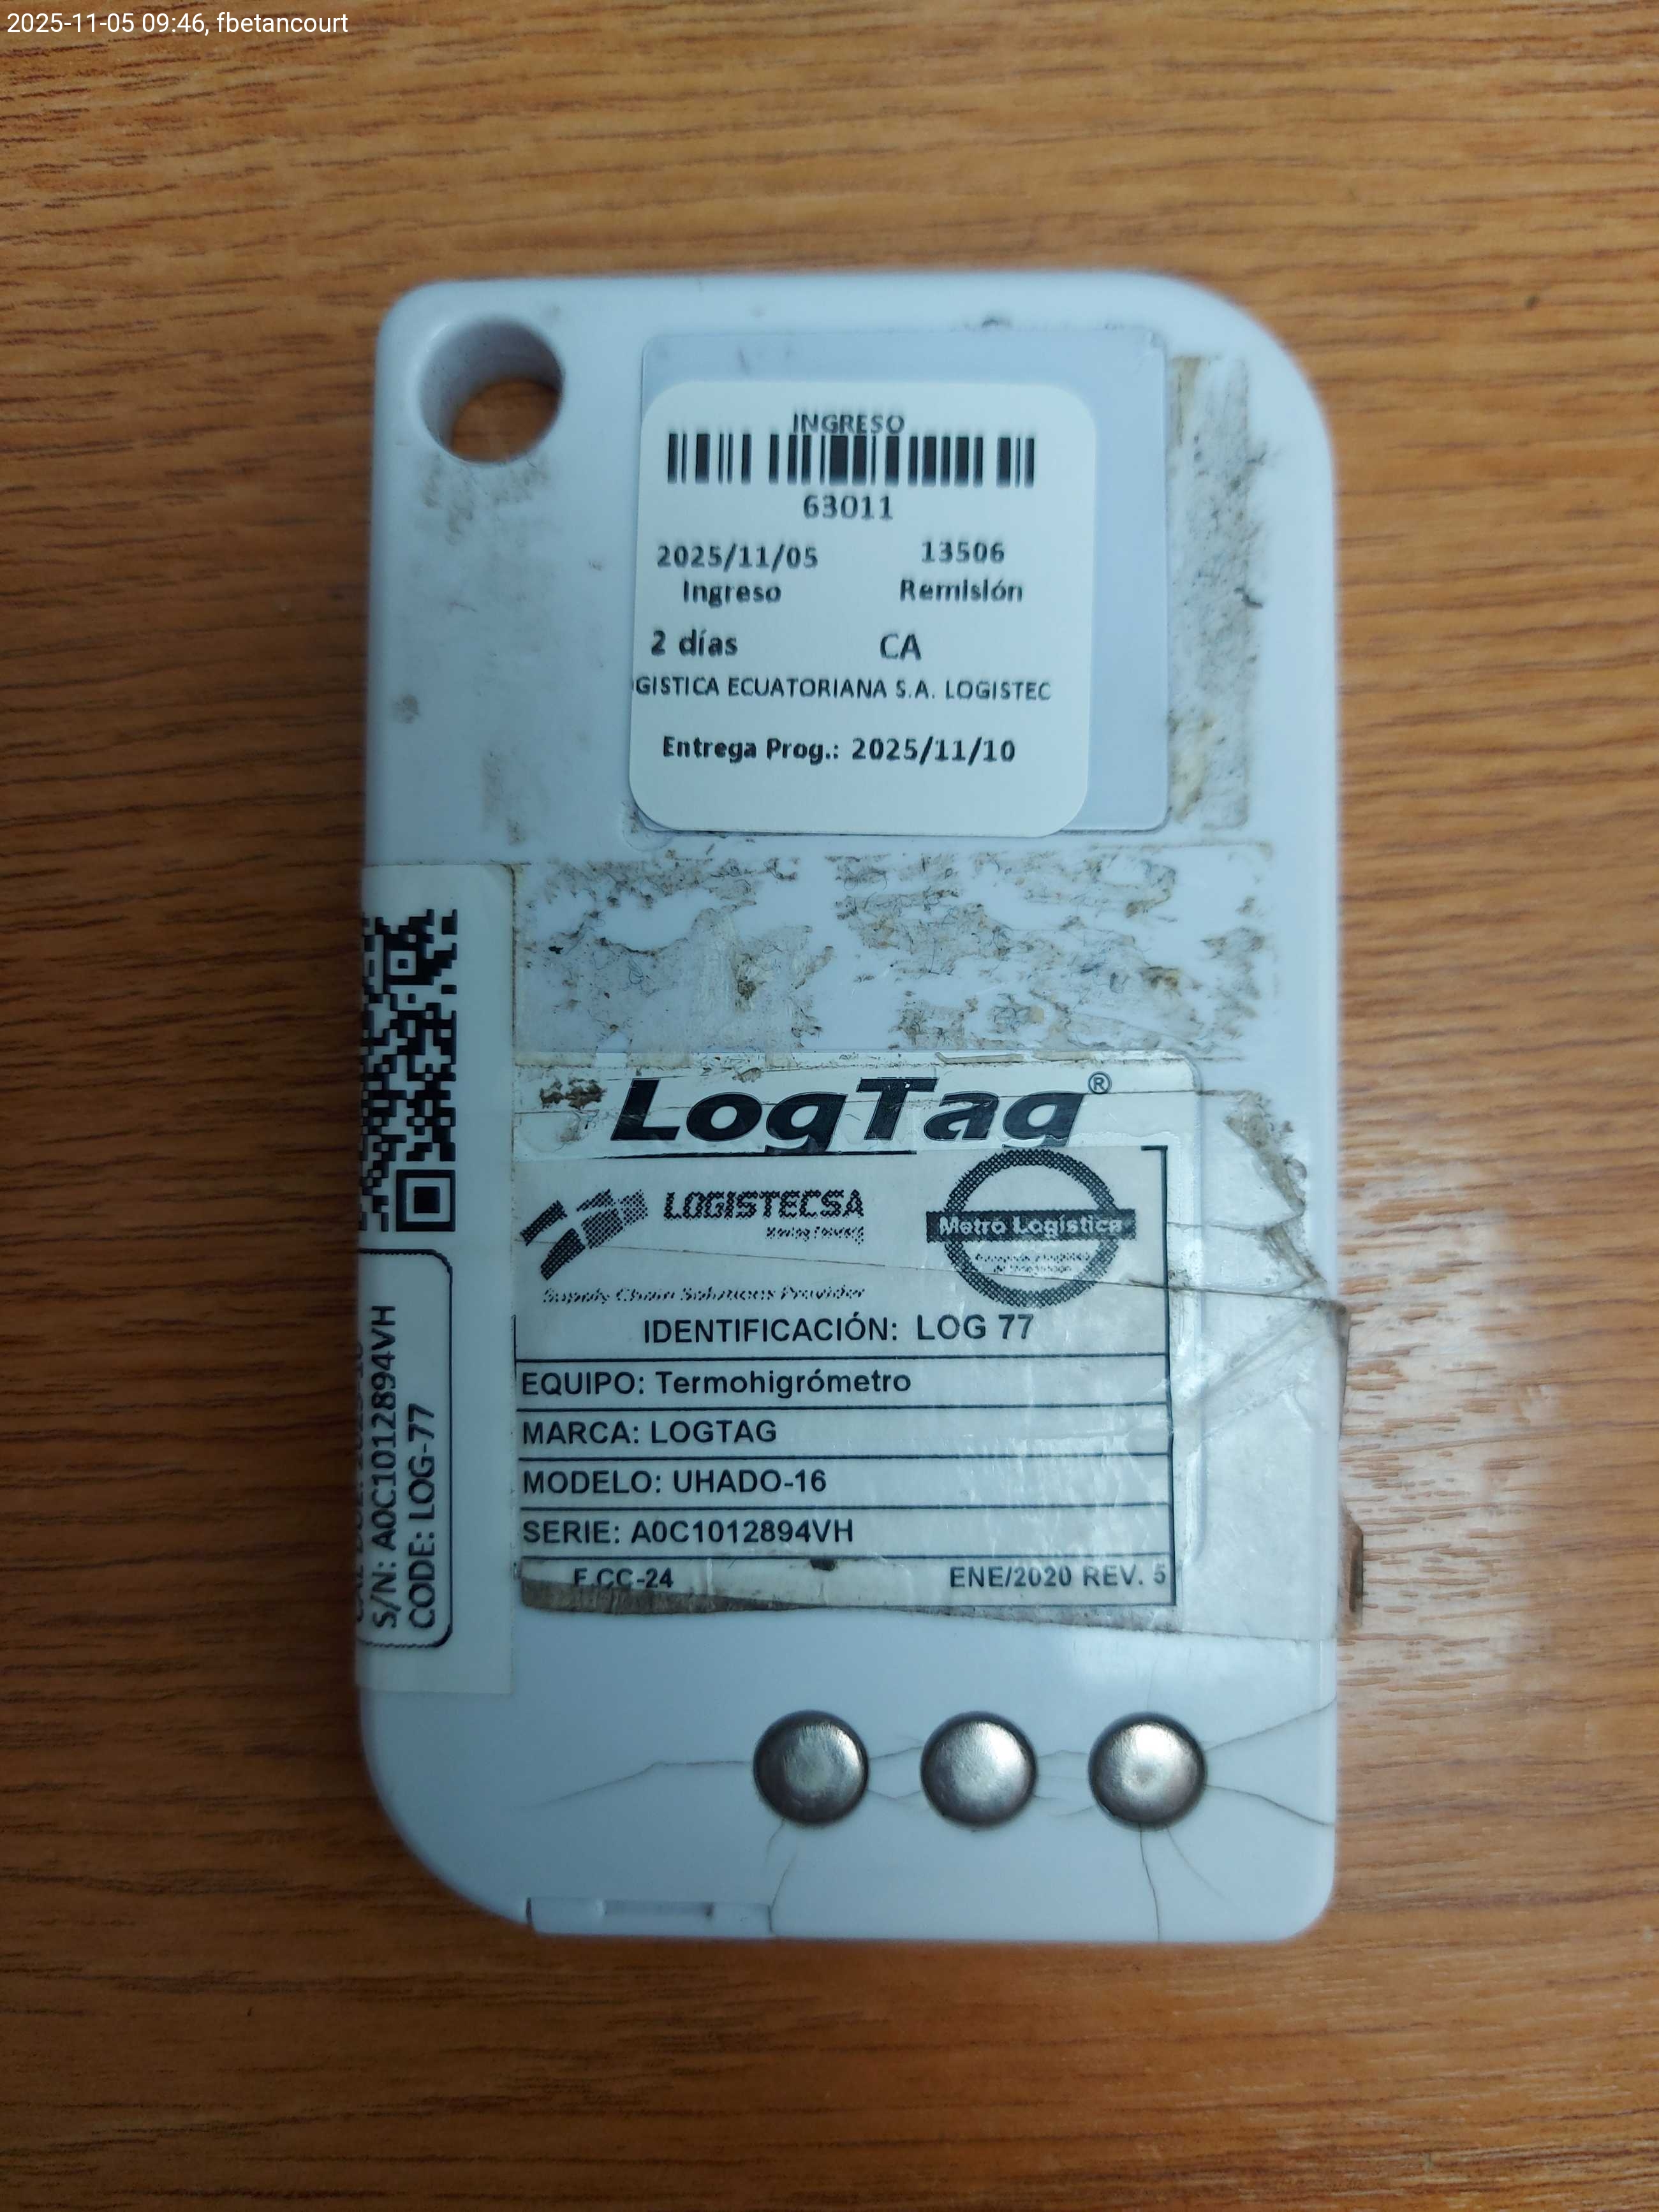 2025-11-05 09:46, fbetancourt
INGRESO
63011
2025/11/05 13506
Ingreso Remisión
2 días CA
GISTICA ECUATORIANA S.A. LOGISTEC
Entrega Prog.: 2025/11/10
LogTag®
LOGISTECSA
Metro Logística
Supply Chain Solutions Provider
IDENTIFICACIÓN: LOG 77
EQUIPO: Termohigrómetro
MARCA: LOGTAG
MODELO: UHADO-16
SERIE: A0C1012894VH
F.CC-24 ENE/2020 REV. 5
S/N: A0C1012894VH
CODE: LOG-77